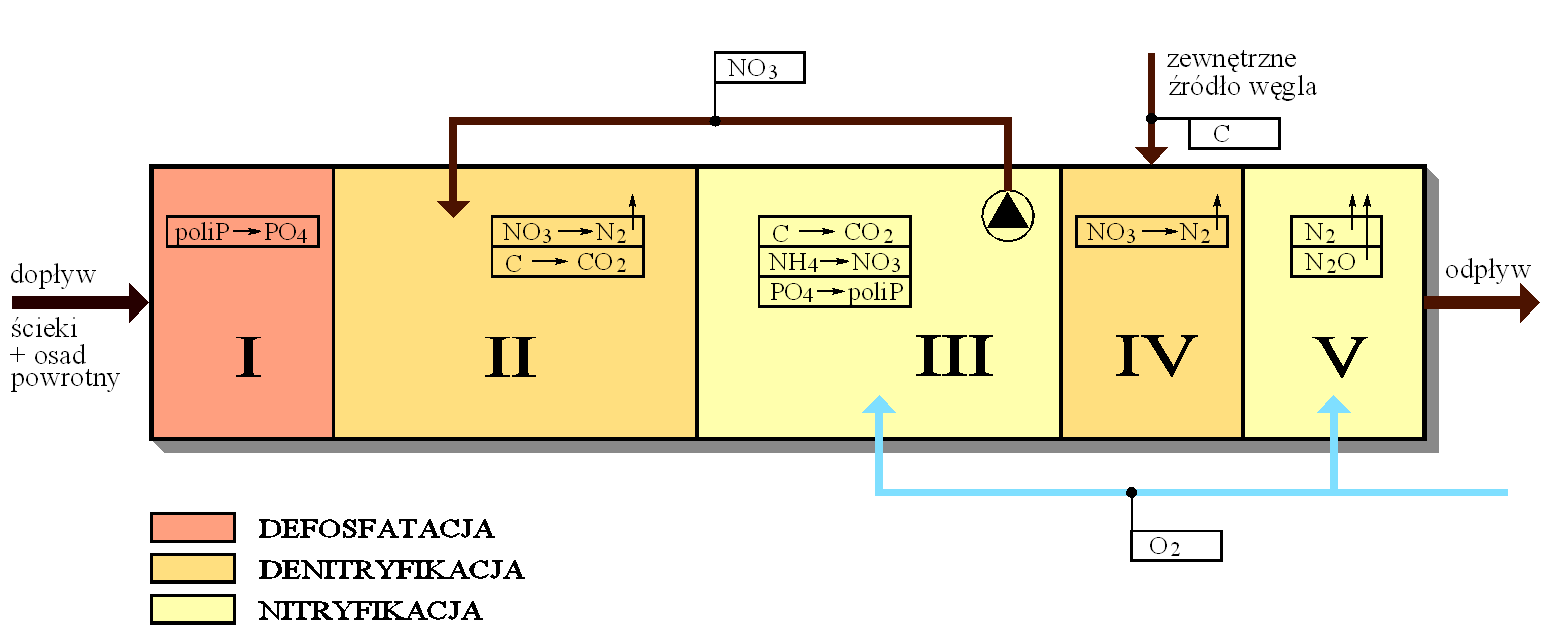 NO3
zewnętrzne
źródło węgla
C
poliP→PO4
NO3→N2
C → CO2
C → CO2
NH4→NO3
PO4→poliP
NO3→N2
N2
N2O
dopływ
ścieki
+ osad
powrotny
odpływ
I
II
III
IV
V
O2
DEFOSFATACJA
DENITRYFIKACJA
NITRYFIKACJA